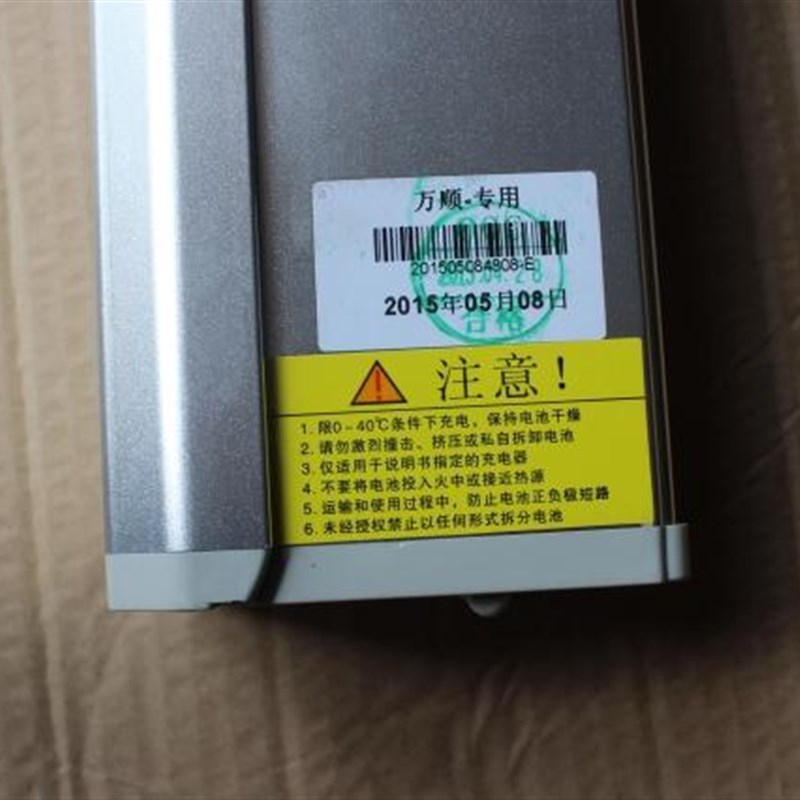 万顺-专用
201505084808-E
2015年05月08日
合格
注意！
1. 限0-40℃条件下充电，保持电池干燥
2. 请勿激烈撞击、挤压或私自拆卸电池
3. 仅适用于说明书指定的充电器
4. 不要将电池投入火中或接近热源
5. 运输和使用过程中，防止电池正负极短路
6. 未经授权禁止以任何形式拆分电池